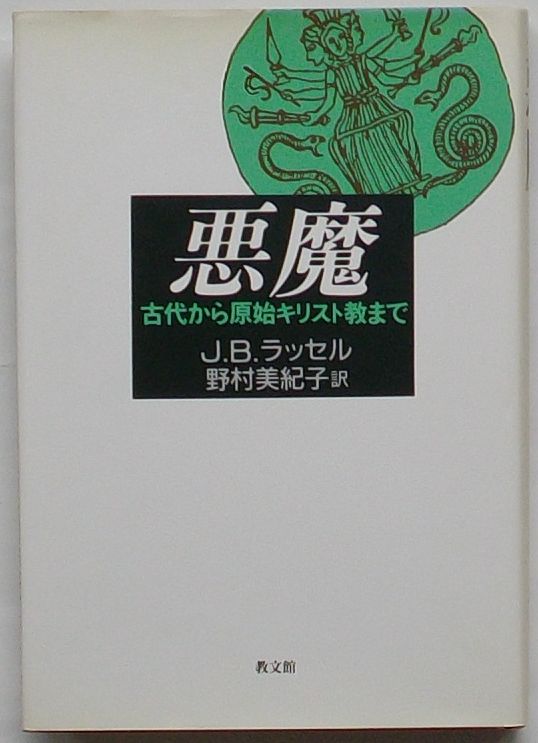 悪魔
古代から原始キリスト教まで
J.B.ラッセル
野村美紀子訳
教文館